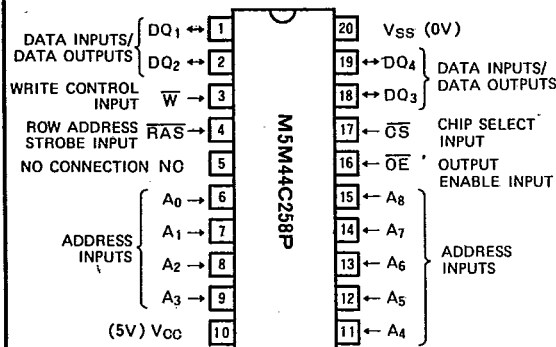 DATA INPUTS/
DATA OUTPUTS
DQ1 ↔ 1
DQ2 ↔ 2
WRITE CONTROL
INPUT
W̅ → 3
ROW ADDRESS
STROBE INPUT
R̅A̅S̅ → 4
NO CONNECTION NC 5
ADDRESS
INPUTS
A0 → 6
A1 → 7
A2 → 8
A3 → 9
(5V) VCC 10
M5M44C258P
20 VSS (0V)
19 ↔ DQ4
18 ↔ DQ3
DATA INPUTS/
DATA OUTPUTS
17 ← C̅S̅
CHIP SELECT
INPUT
16 ← O̅E̅
OUTPUT
ENABLE INPUT
15 ← A8
14 ← A7
13 ← A6
12 ← A5
11 ← A4
ADDRESS
INPUTS